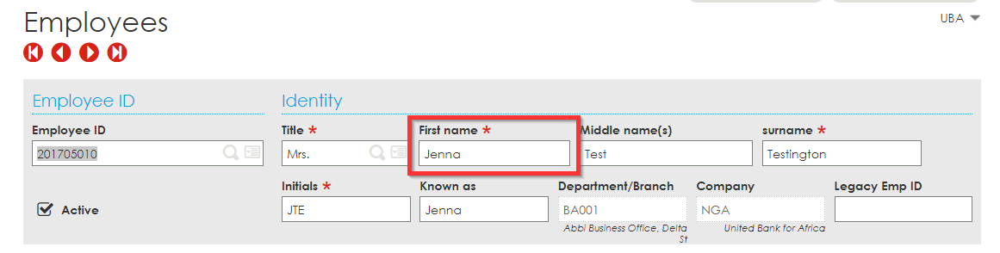 Employees
UBA
Employee ID
Identity
Employee ID
Title *
First name *
Middle name(s)
surname *
201705010
Mrs.
Jenna
Test
Testington
Initials *
Known as
Department/Branch
Company
Legacy Emp ID
Active
JTE
Jenna
BA001
NGA
Abbi Business Office, Delta
St
United Bank for Africa